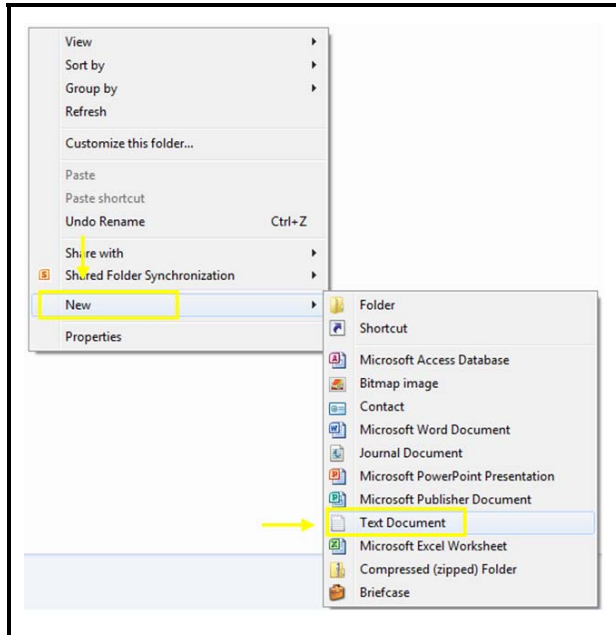 View
Sort by
Group by
Refresh
Customize this folder...
Paste
Paste shortcut
Undo Rename Ctrl+Z
Share with
Shared Folder Synchronization
New
Properties
Folder
Shortcut
Microsoft Access Database
Bitmap image
Contact
Microsoft Word Document
Journal Document
Microsoft PowerPoint Presentation
Microsoft Publisher Document
Text Document
Microsoft Excel Worksheet
Compressed (zipped) Folder
Briefcase